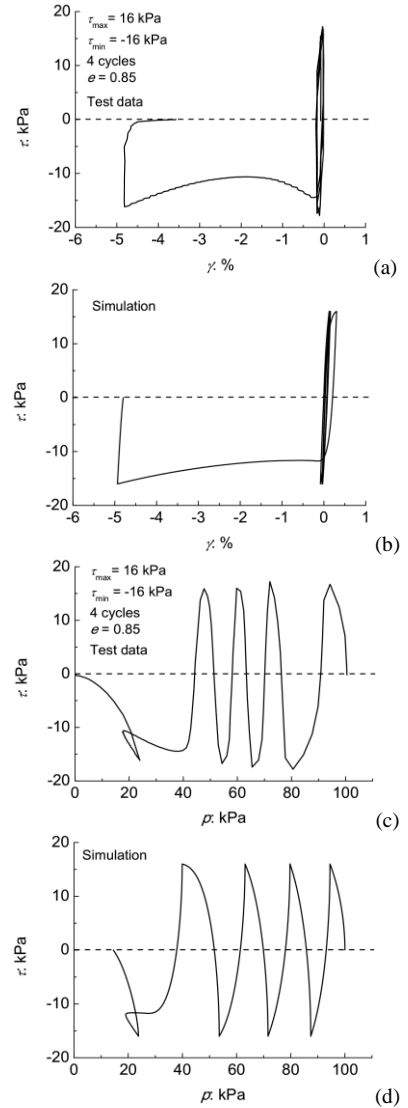 20
τmax = 16 kPa
τmin = -16 kPa
10
4 cycles
e = 0.85
Test data
τ: kPa
0
-10
-20
-6 -5 -4 -3 -2 -1 0 1
γ: %
(a)
20
Simulation
10
τ: kPa
0
-10
-20
-6 -5 -4 -3 -2 -1 0 1
γ: %
(b)
20
τmax = 16 kPa
τmin = -16 kPa
10
4 cycles
e = 0.85
Test data
τ: kPa
0
-10
-20
0 20 40 60 80 100
p: kPa
(c)
20
Simulation
10
τ: kPa
0
-10
-20
0 20 40 60 80 100
p: kPa
(d)